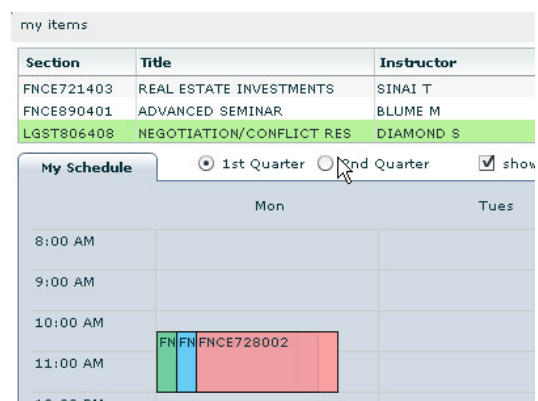 my items
Section Title Instructor
FNCE721403 REAL ESTATE INVESTMENTS SINAI T
FNCE890401 ADVANCED SEMINAR BLUME M
LGST806408 NEGOTIATION/CONFLICT RES DIAMOND S
My Schedule 1st Quarter 2nd Quarter show
Mon Tues
8:00 AM
9:00 AM
10:00 AM
FN FN FNCE728002
11:00 AM